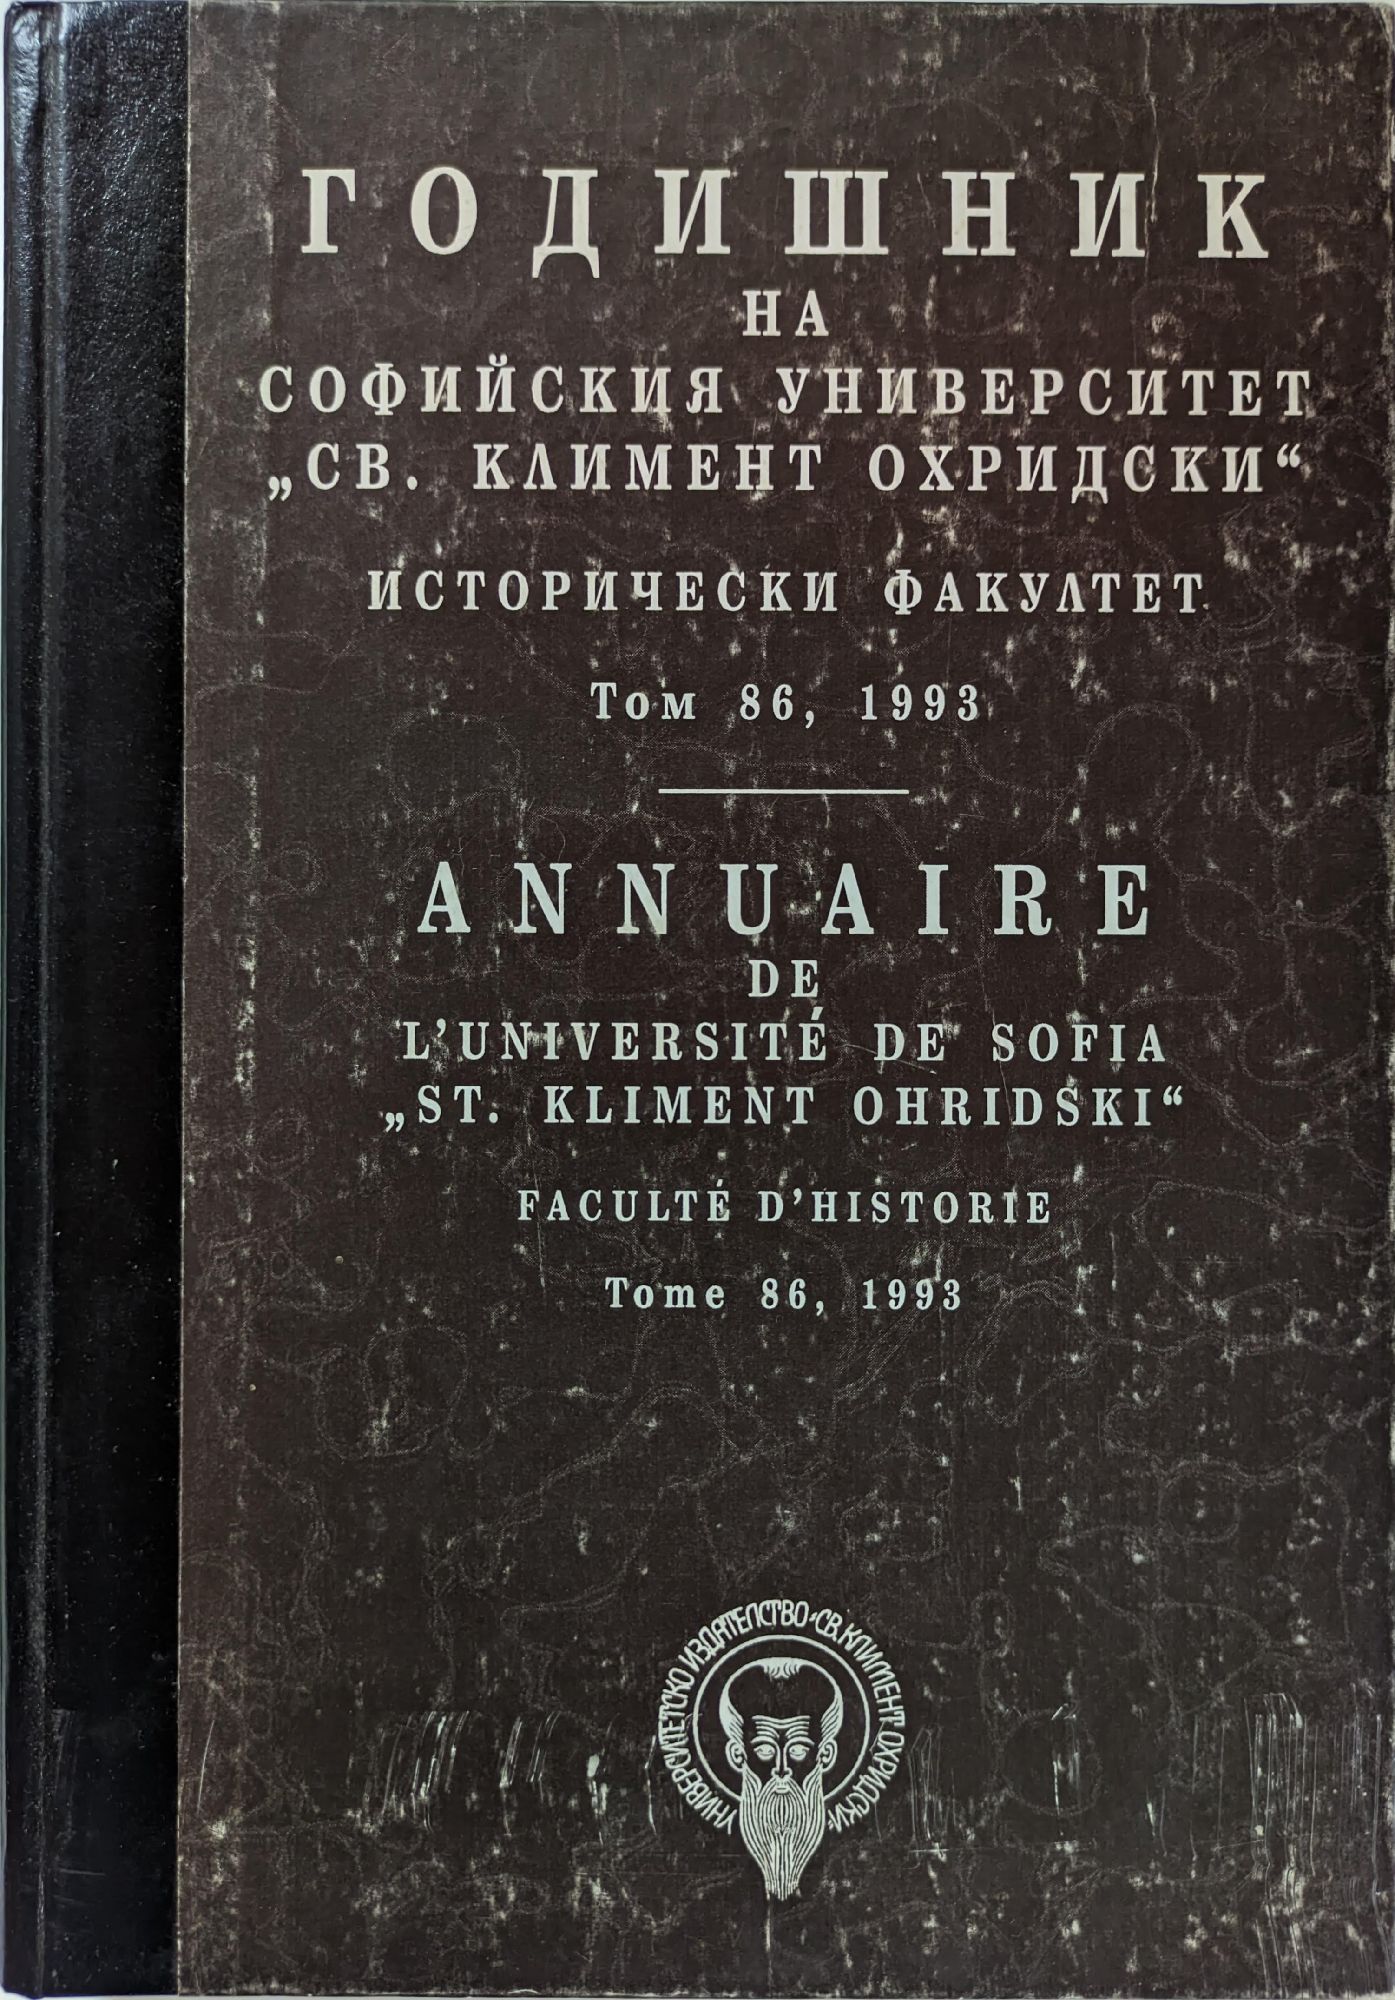 ГОДИШНИК
НА
СОФИЙСКИЯ УНИВЕРСИТЕТ
„СВ. КЛИМЕНТ ОХРИДСКИ“
ИСТОРИЧЕСКИ ФАКУЛТЕТ
Том 86, 1993
ANNUAIRE
DE
L'UNIVERSITÉ DE SOFIA
„ST. KLIMENT OHRIDSKI“
FACULTÉ D'HISTORIE
Tome 86, 1993
УНИВЕРСИТЕТСКО ИЗДАТЕЛСТВО • СВ. КЛИМЕНТ ОХРИДСКИ •